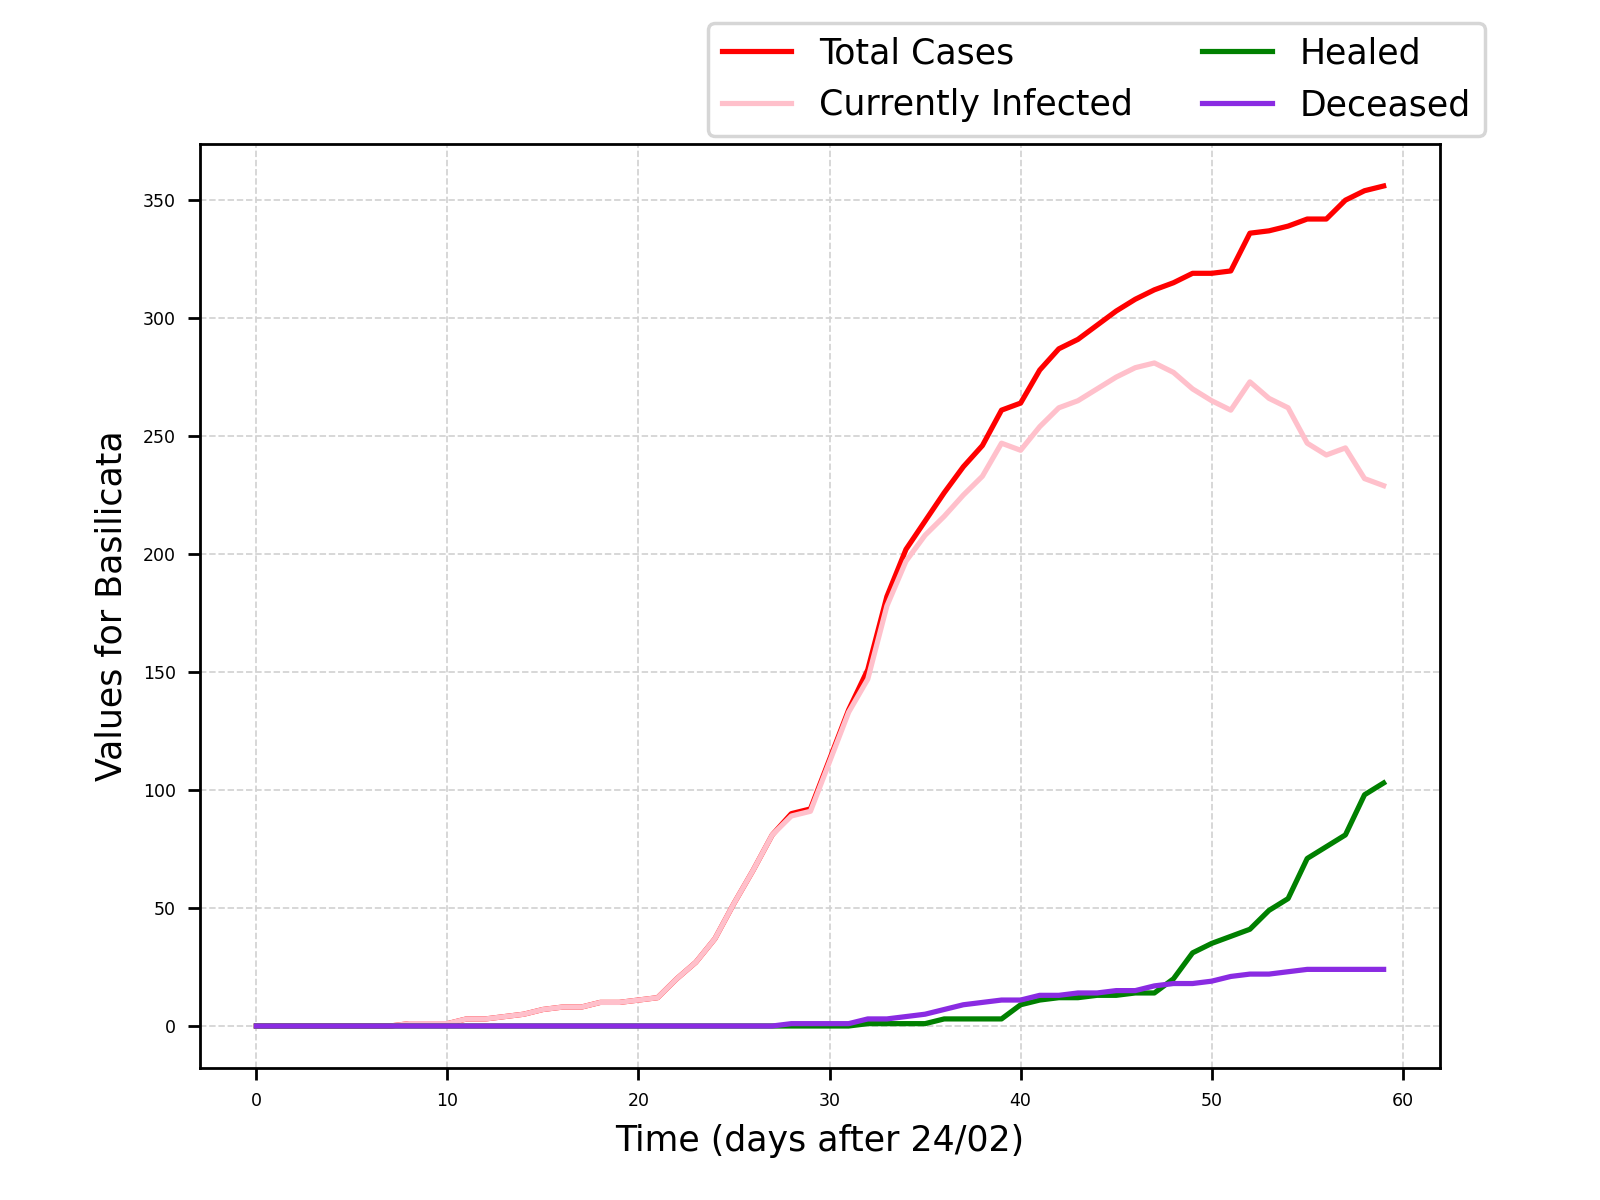 Total Cases
Currently Infected
Healed
Deceased
350
300
250
200
150
100
50
0
Values for Basilicata
0 10 20 30 40 50 60
Time (days after 24/02)